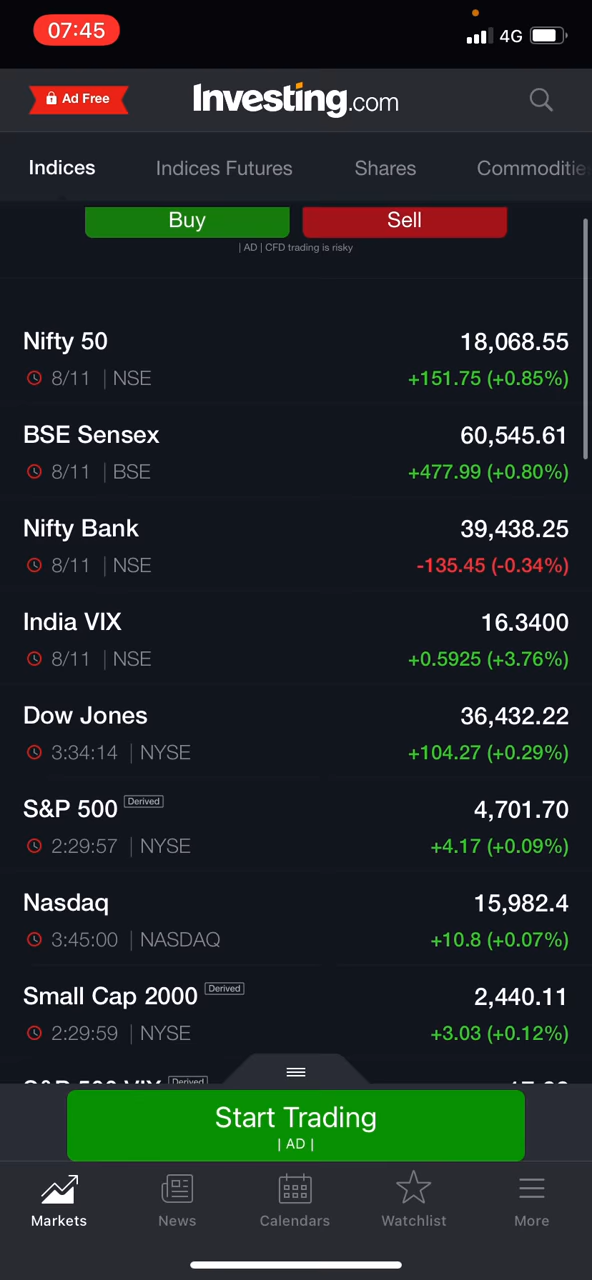 07:45
4G
Ad Free
Investing.com
Indices Indices Futures Shares Commoditie
Buy Sell
| AD | CFD trading is risky
Nifty 50 18,068.55
8/11 | NSE +151.75 (+0.85%)
BSE Sensex 60,545.61
8/11 | BSE +477.99 (+0.80%)
Nifty Bank 39,438.25
8/11 | NSE -135.45 (-0.34%)
India VIX 16.3400
8/11 | NSE +0.5925 (+3.76%)
Dow Jones 36,432.22
3:34:14 | NYSE +104.27 (+0.29%)
S&P 500 Derived 4,701.70
2:29:57 | NYSE +4.17 (+0.09%)
Nasdaq 15,982.4
3:45:00 | NASDAQ +10.8 (+0.07%)
Small Cap 2000 Derived 2,440.11
2:29:59 | NYSE +3.03 (+0.12%)
S&P 500 VIX Derived
Start Trading
| AD |
Markets News Calendars Watchlist More